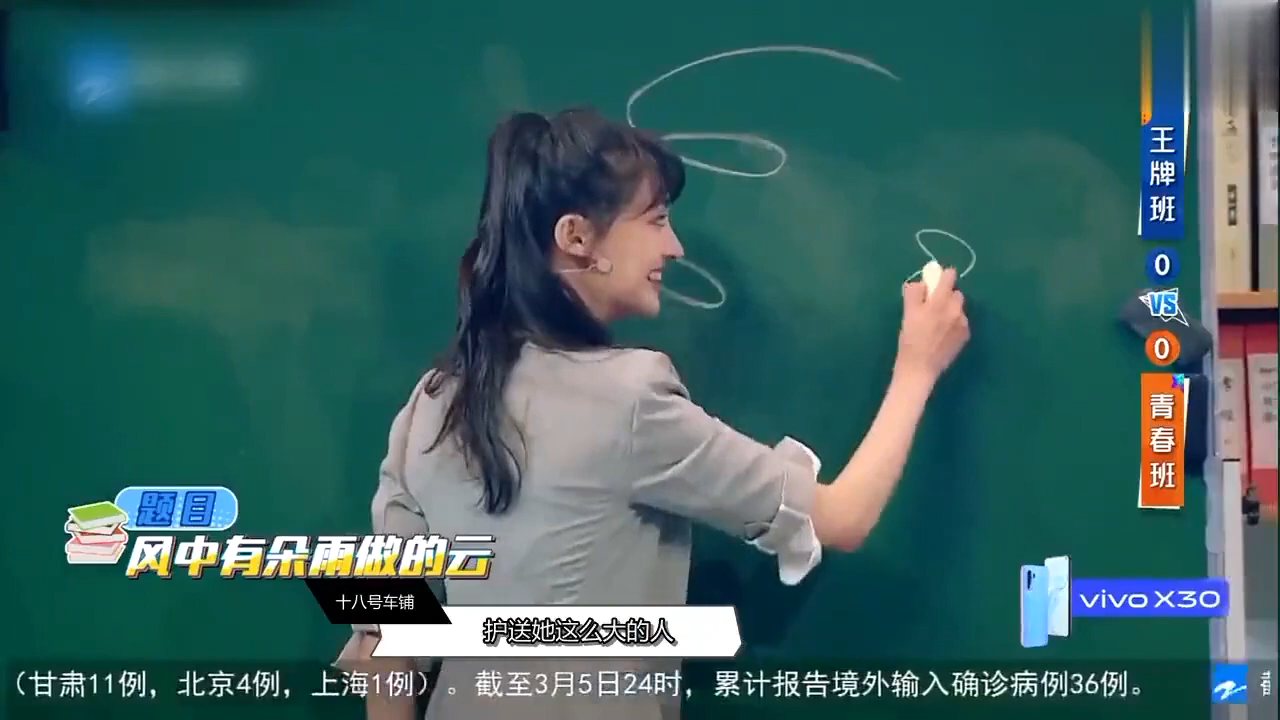 王牌班
0
VS
0
青春班
题目
风中有朵雨做的云
十八号车铺
护送她这么大的人
vivo X30
（甘肃11例，北京4例，上海1例）。截至3月5日24时，累计报告境外输入确诊病例36例。